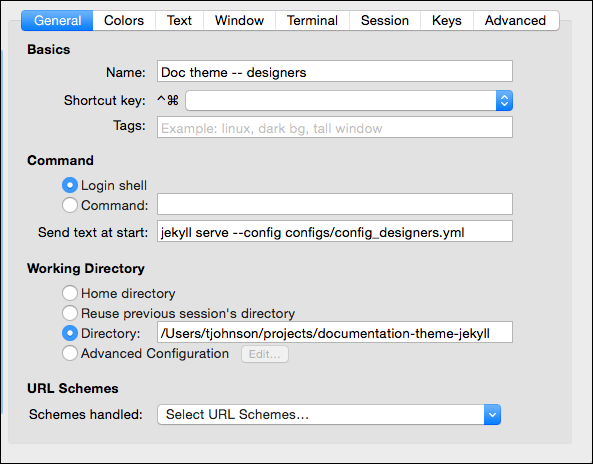 General Colors Text Window Terminal Session Keys Advanced
Basics
Name: Doc theme -- designers
Shortcut key: ^⌘
Tags: Example: linux, dark bg, tall window
Command
Login shell
Command:
Send text at start: jekyll serve --config configs/config_designers.yml
Working Directory
Home directory
Reuse previous session's directory
Directory: /Users/tjohnson/projects/documentation-theme-jekyll
Advanced Configuration Edit...
URL Schemes
Schemes handled: Select URL Schemes...